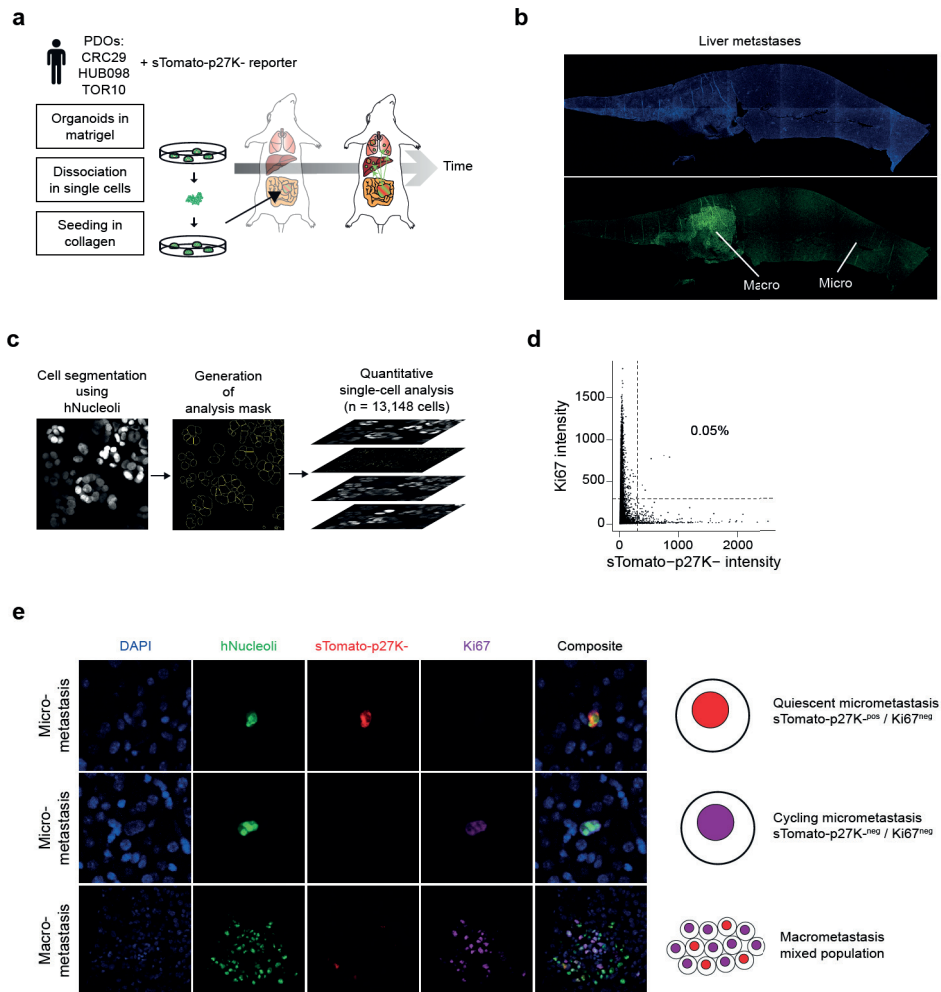 a
PDOs:
CRC29
HUB098
TOR10
+ sTomato-p27K- reporter
Organoids in
matrigel
Dissociation
in single cells
Seeding in
collagen
Time
b
Liver metastases
Macro
Micro
c
Cell segmentation
using
hNucleoli
Generation
of
analysis mask
Quantitative
single-cell analysis
(n = 13,148 cells)
d
Ki67 intensity
1500
1000
500
0
0.05%
0
1000
2000
sTomato−p27K− intensity
e
DAPI
hNucleoli
sTomato-p27K-
Ki67
Composite
Micro-
metastasis
Quiescent micrometastasis
sTomato-p27K-pos / Ki67neg
Micro-
metastasis
Cycling micrometastasis
sTomato-p27K-neg / Ki67neg
Macro-
metastasis
Macrometastasis
mixed population